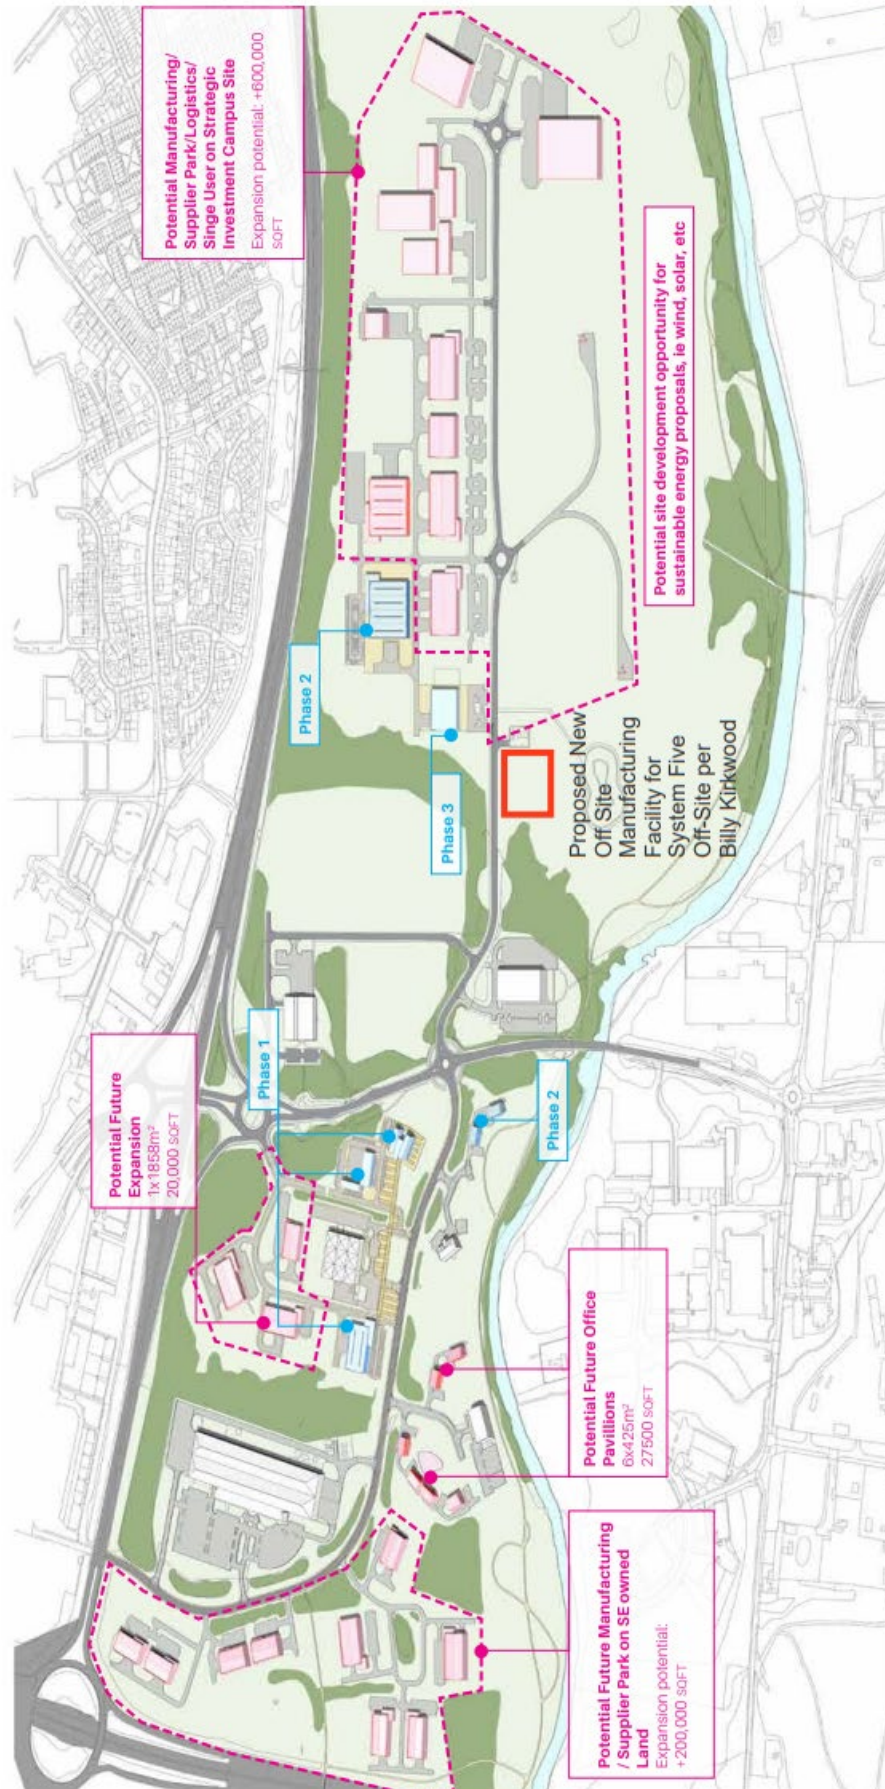 Potential Manufacturing/
Supplier Park/Logistics/
Singe User on Strategic
Investment Campus Site
Expansion potential: +600,000
SQFT
Phase 2
Phase 3
Potential site development opportunity for
sustainable energy proposals, ie wind, solar, etc
Proposed New
Off Site
Manufacturing
Facility for
System Five
Off-Site per
Billy Kirkwood
Potential Future
Expansion
1x1858m²
20,000 SQFT
Phase 1
Phase 2
Potential Future Office
Pavillions
6x425m²
27500 SQFT
Potential Future Manufacturing
/ Supplier Park on SE owned
Land
Expansion potential:
+200,000 SQFT